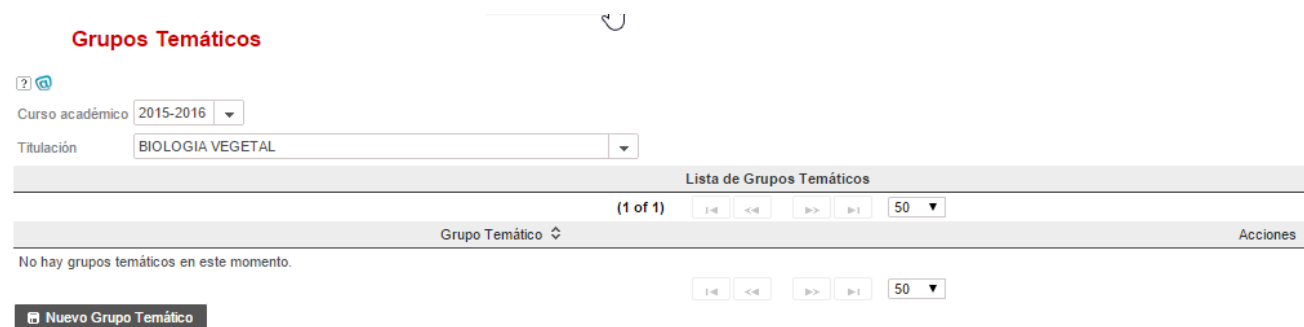 Grupos Temáticos
?
Curso académico 2015-2016
Titulación BIOLOGIA VEGETAL
Lista de Grupos Temáticos
(1 of 1) 50
Grupo Temático Acciones
No hay grupos temáticos en este momento.
50
Nuevo Grupo Temático